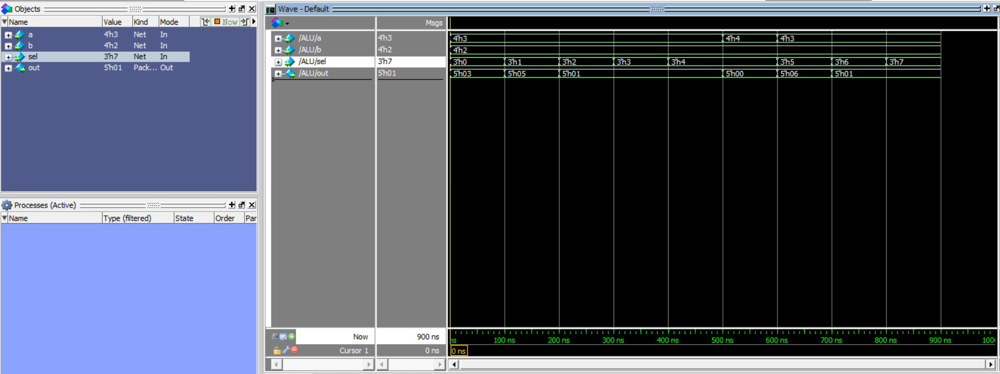 Objects
Name Value Kind Mode Now
a 4'h3 Net In
b 4'h2 Net In
sel 3'h7 Net In
out 5'h01 Pack... Out
Processes (Active)
Name Type (filtered) State Order Par
Wave - Default
Msgs
/ALU/a 4'h3 4'h3 4'h4 4'h3
/ALU/b 4'h2 4'h2
/ALU/sel 3'h7 3'h0 3'h1 3'h2 3'h3 3'h4 3'h5 3'h6 3'h7
/ALU/out 5'h01 5'h03 5'h05 5'h01 5'h00 5'h06 5'h01
Now 900 ns ns 100 ns 200 ns 300 ns 400 ns 500 ns 600 ns 700 ns 800 ns 900 ns 1000
Cursor 1 0 ns 0 ns